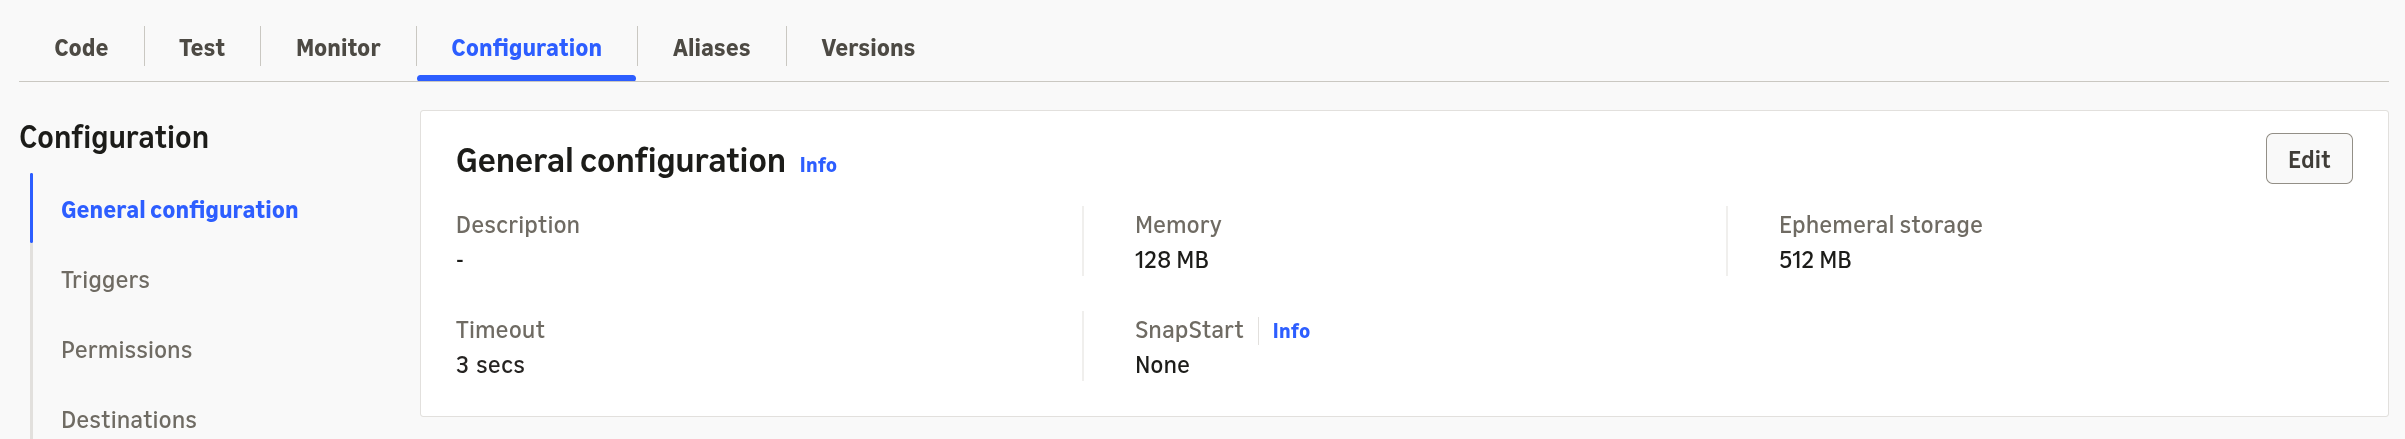 Code Test Monitor Configuration Aliases Versions
Configuration
General configuration
Triggers
Permissions
Destinations
General configuration Info
Edit
Description
-
Memory
128 MB
Ephemeral storage
512 MB
Timeout
3 secs
SnapStart Info
None